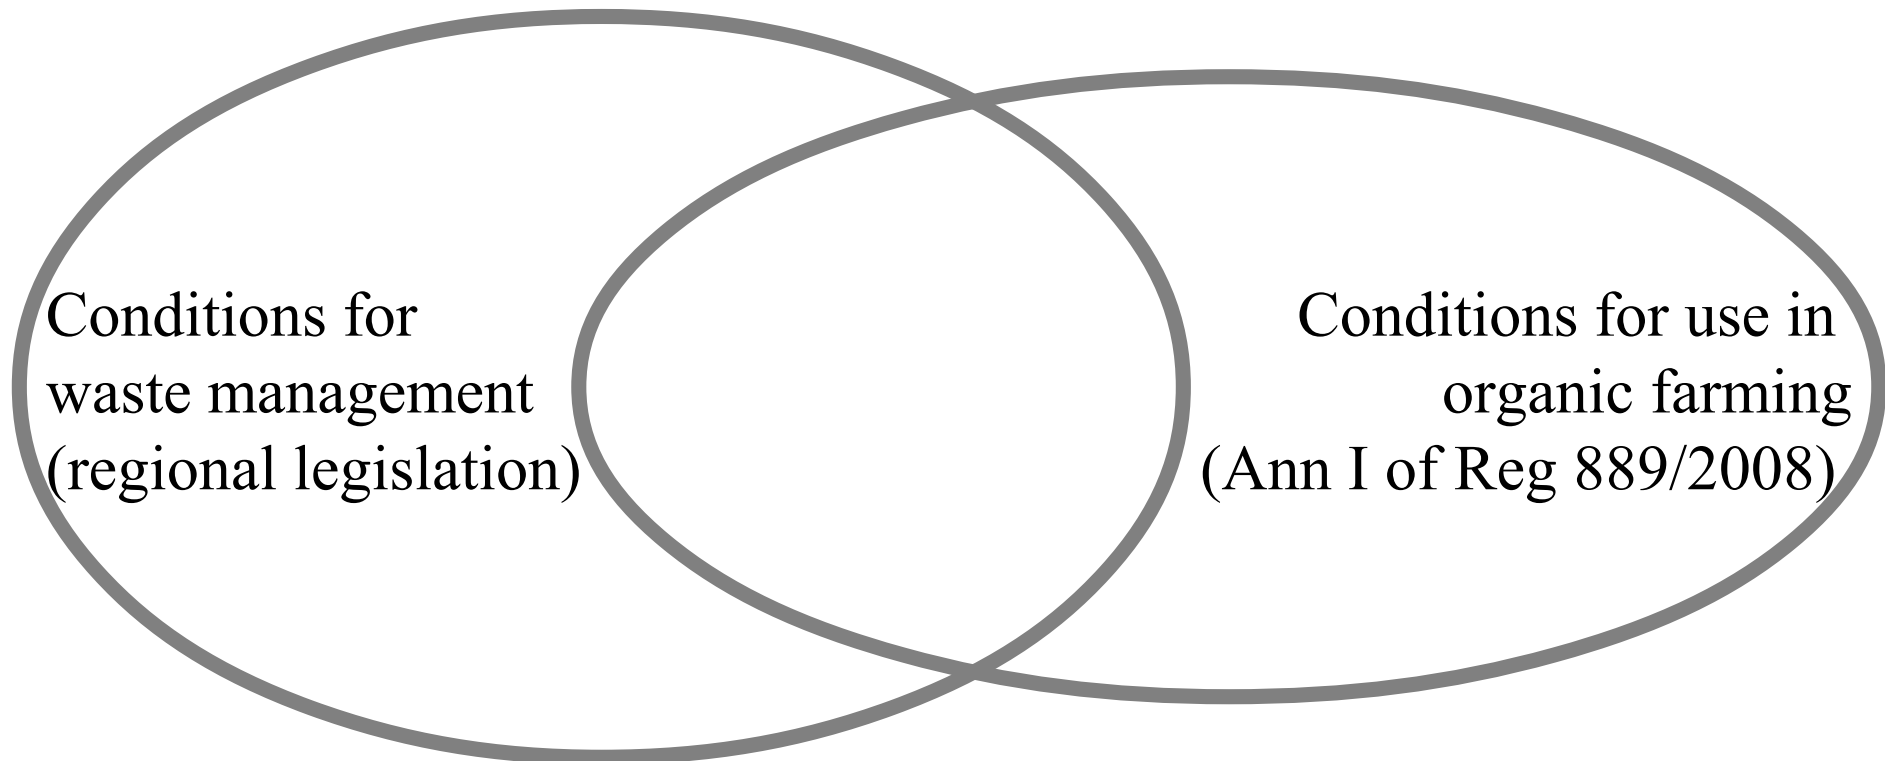 Conditions for
waste management
(regional legislation)
Conditions for use in
organic farming
(Ann I of Reg 889/2008)